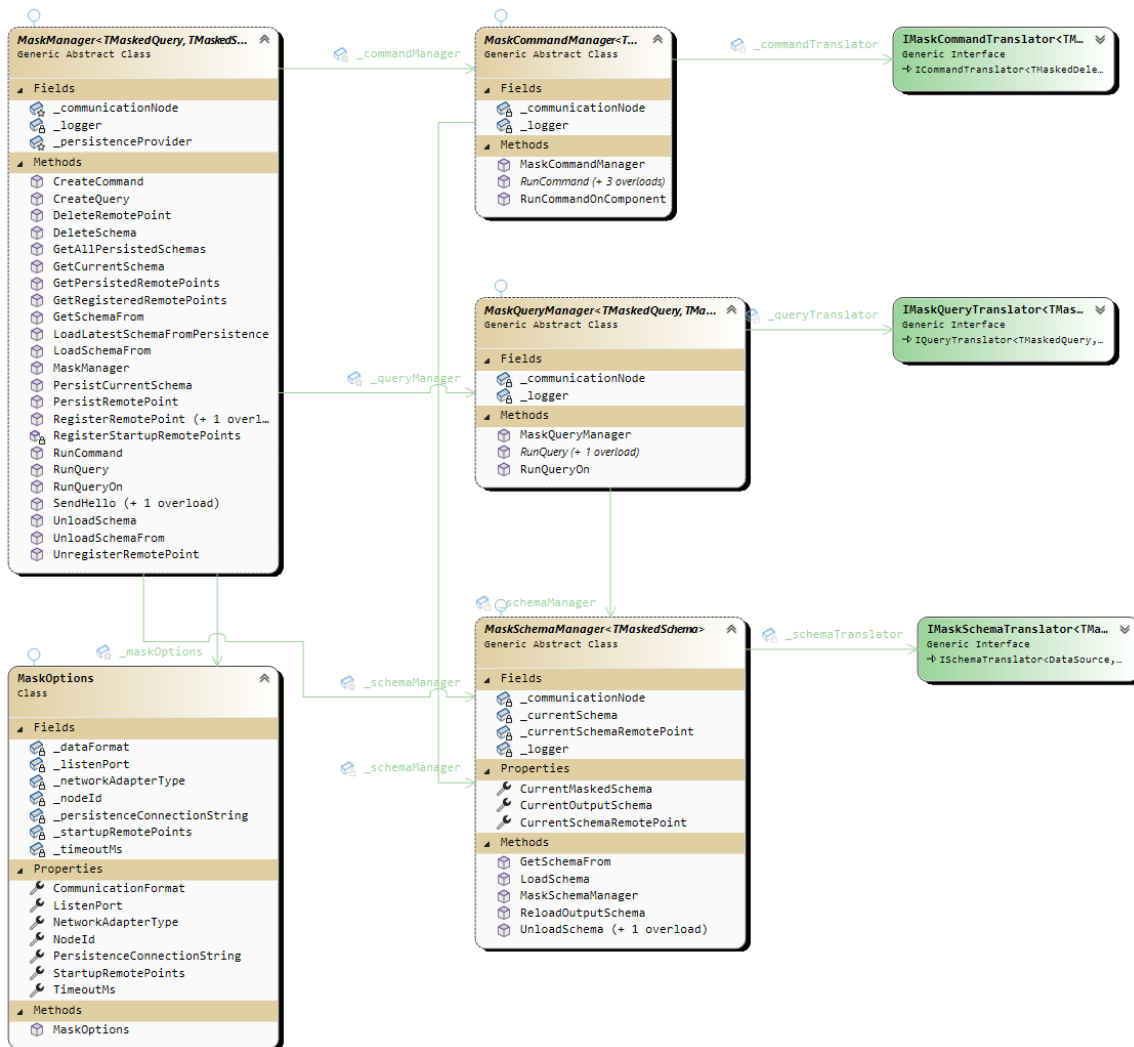 MaskManager<TMaskedQuery, TMaskedS...
Generic Abstract Class
Fields
_communicationNode
_logger
_persistenceProvider
Methods
CreateCommand
CreateQuery
DeleteRemotePoint
DeleteSchema
GetAllPersistedSchemas
GetCurrentSchema
GetPersistedRemotePoints
GetRegisteredRemotePoints
GetSchemaFrom
LoadLatestSchemaFromPersistence
LoadSchemaFrom
MaskManager
PersistCurrentSchema
PersistRemotePoint
RegisterRemotePoint (+ 1 overl...
RegisterStartupRemotePoints
RunCommand
RunQuery
RunQueryOn
SendHello (+ 1 overload)
UnloadSchema
UnloadSchemaFrom
UnregisterRemotePoint
_commandManager
MaskCommandManager<T...
Generic Abstract Class
Fields
_communicationNode
_logger
Methods
MaskCommandManager
RunCommand (+ 3 overloads)
RunCommandOnComponent
_commandTranslator
IMaskCommandTranslator<TM...
Generic Interface
ICommandTranslator<TMaskedDele...
_queryManager
MaskQueryManager<TMaskedQuery, TMa...
Generic Abstract Class
Fields
_communicationNode
_logger
Methods
MaskQueryManager
RunQuery (+ 1 overload)
RunQueryOn
_queryTranslator
IMaskQueryTranslator<TMas...
Generic Interface
IQueryTranslator<TMaskedQuery,...
_maskOptions
MaskOptions
Class
Fields
_dataFormat
_listenPort
_networkAdapterType
_nodeId
_persistenceConnectionString
_startupRemotePoints
_timeoutMs
Properties
CommunicationFormat
ListenPort
NetworkAdapterType
NodeId
PersistenceConnectionString
StartupRemotePoints
TimeoutMs
Methods
MaskOptions
_schemaManager
_schemaManager
_schemaManager
MaskSchemaManager<TMaskedSchema>
Generic Abstract Class
Fields
_communicationNode
_currentSchema
_currentSchemaRemotePoint
_logger
Properties
CurrentMaskedSchema
CurrentOutputSchema
CurrentSchemaRemotePoint
Methods
GetSchemaFrom
LoadSchema
MaskSchemaManager
ReloadOutputSchema
UnloadSchema (+ 1 overload)
_schemaTranslator
IMaskSchemaTranslator<TMa...
Generic Interface
ISchemaTranslator<DataSource,...